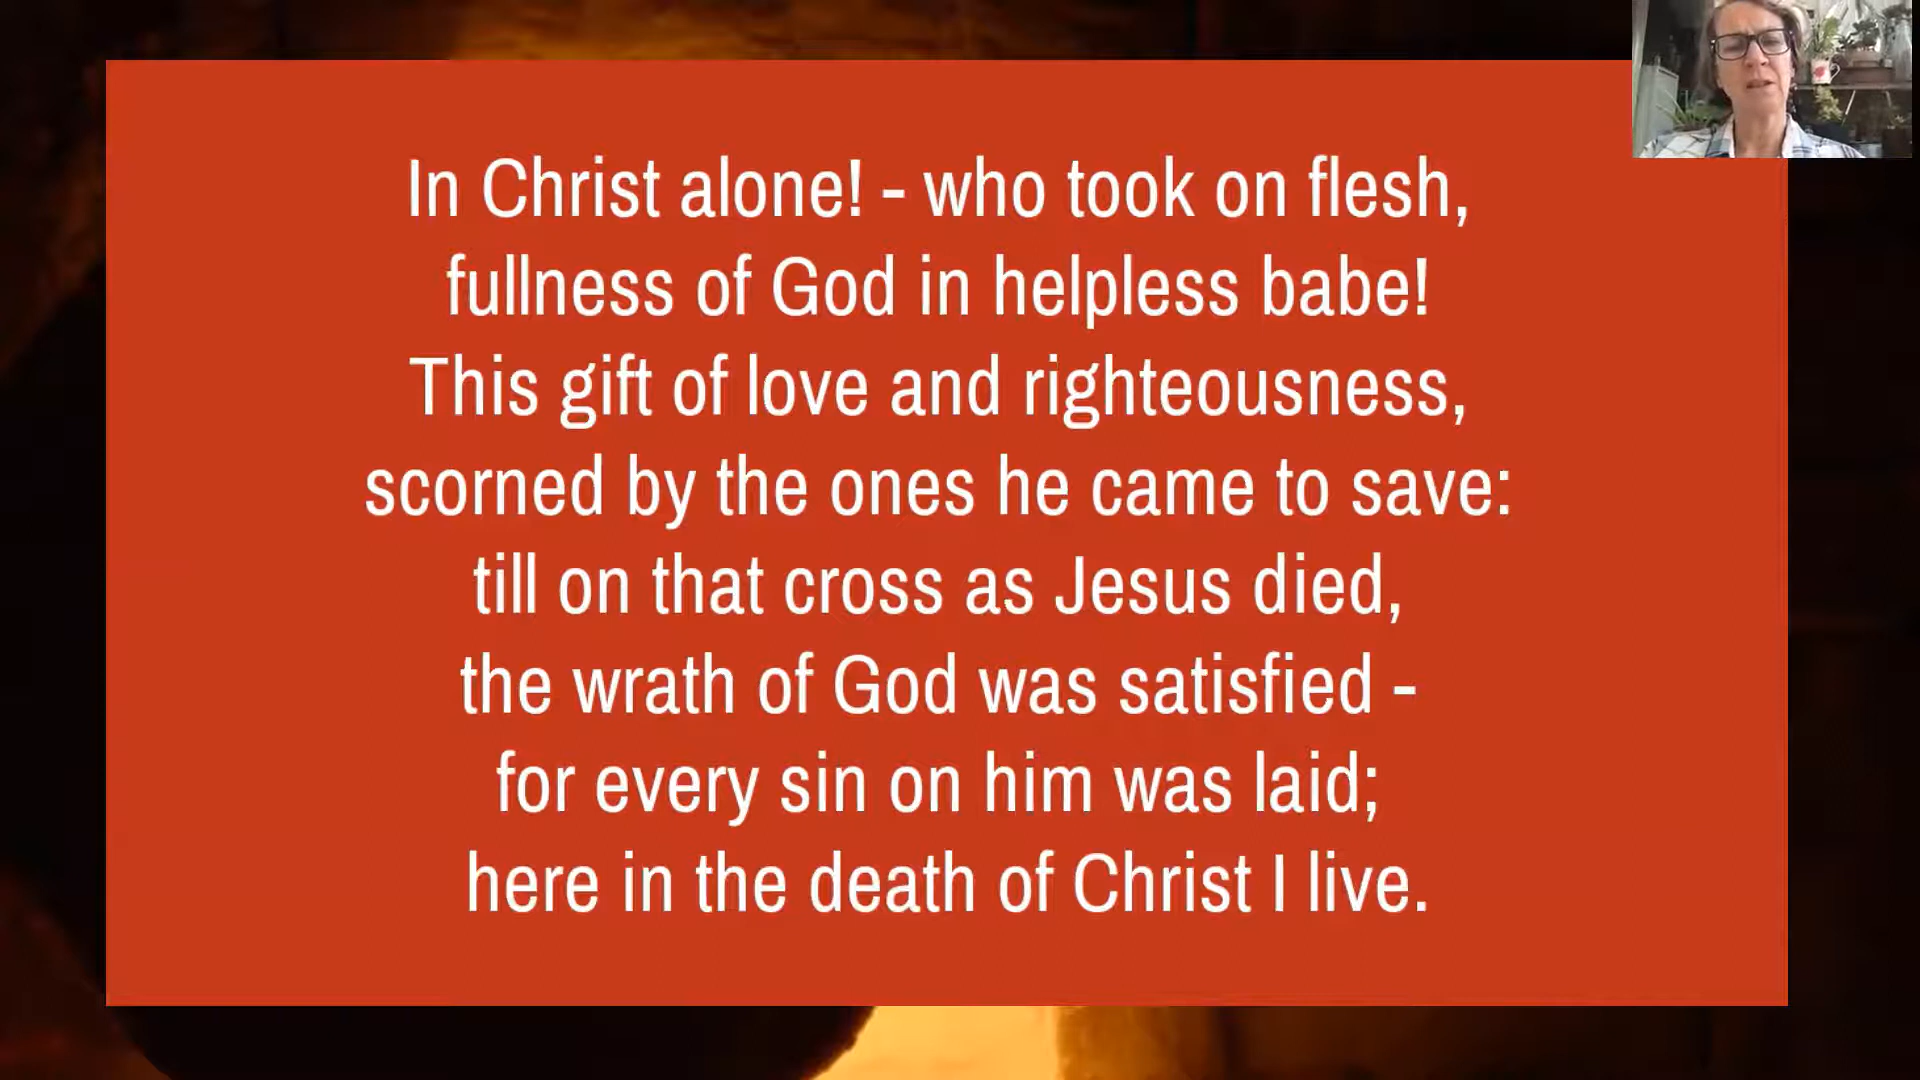 In Christ alone! - who took on flesh,
fullness of God in helpless babe!
This gift of love and righteousness,
scorned by the ones he came to save:
till on that cross as Jesus died,
the wrath of God was satisfied -
for every sin on him was laid;
here in the death of Christ I live.